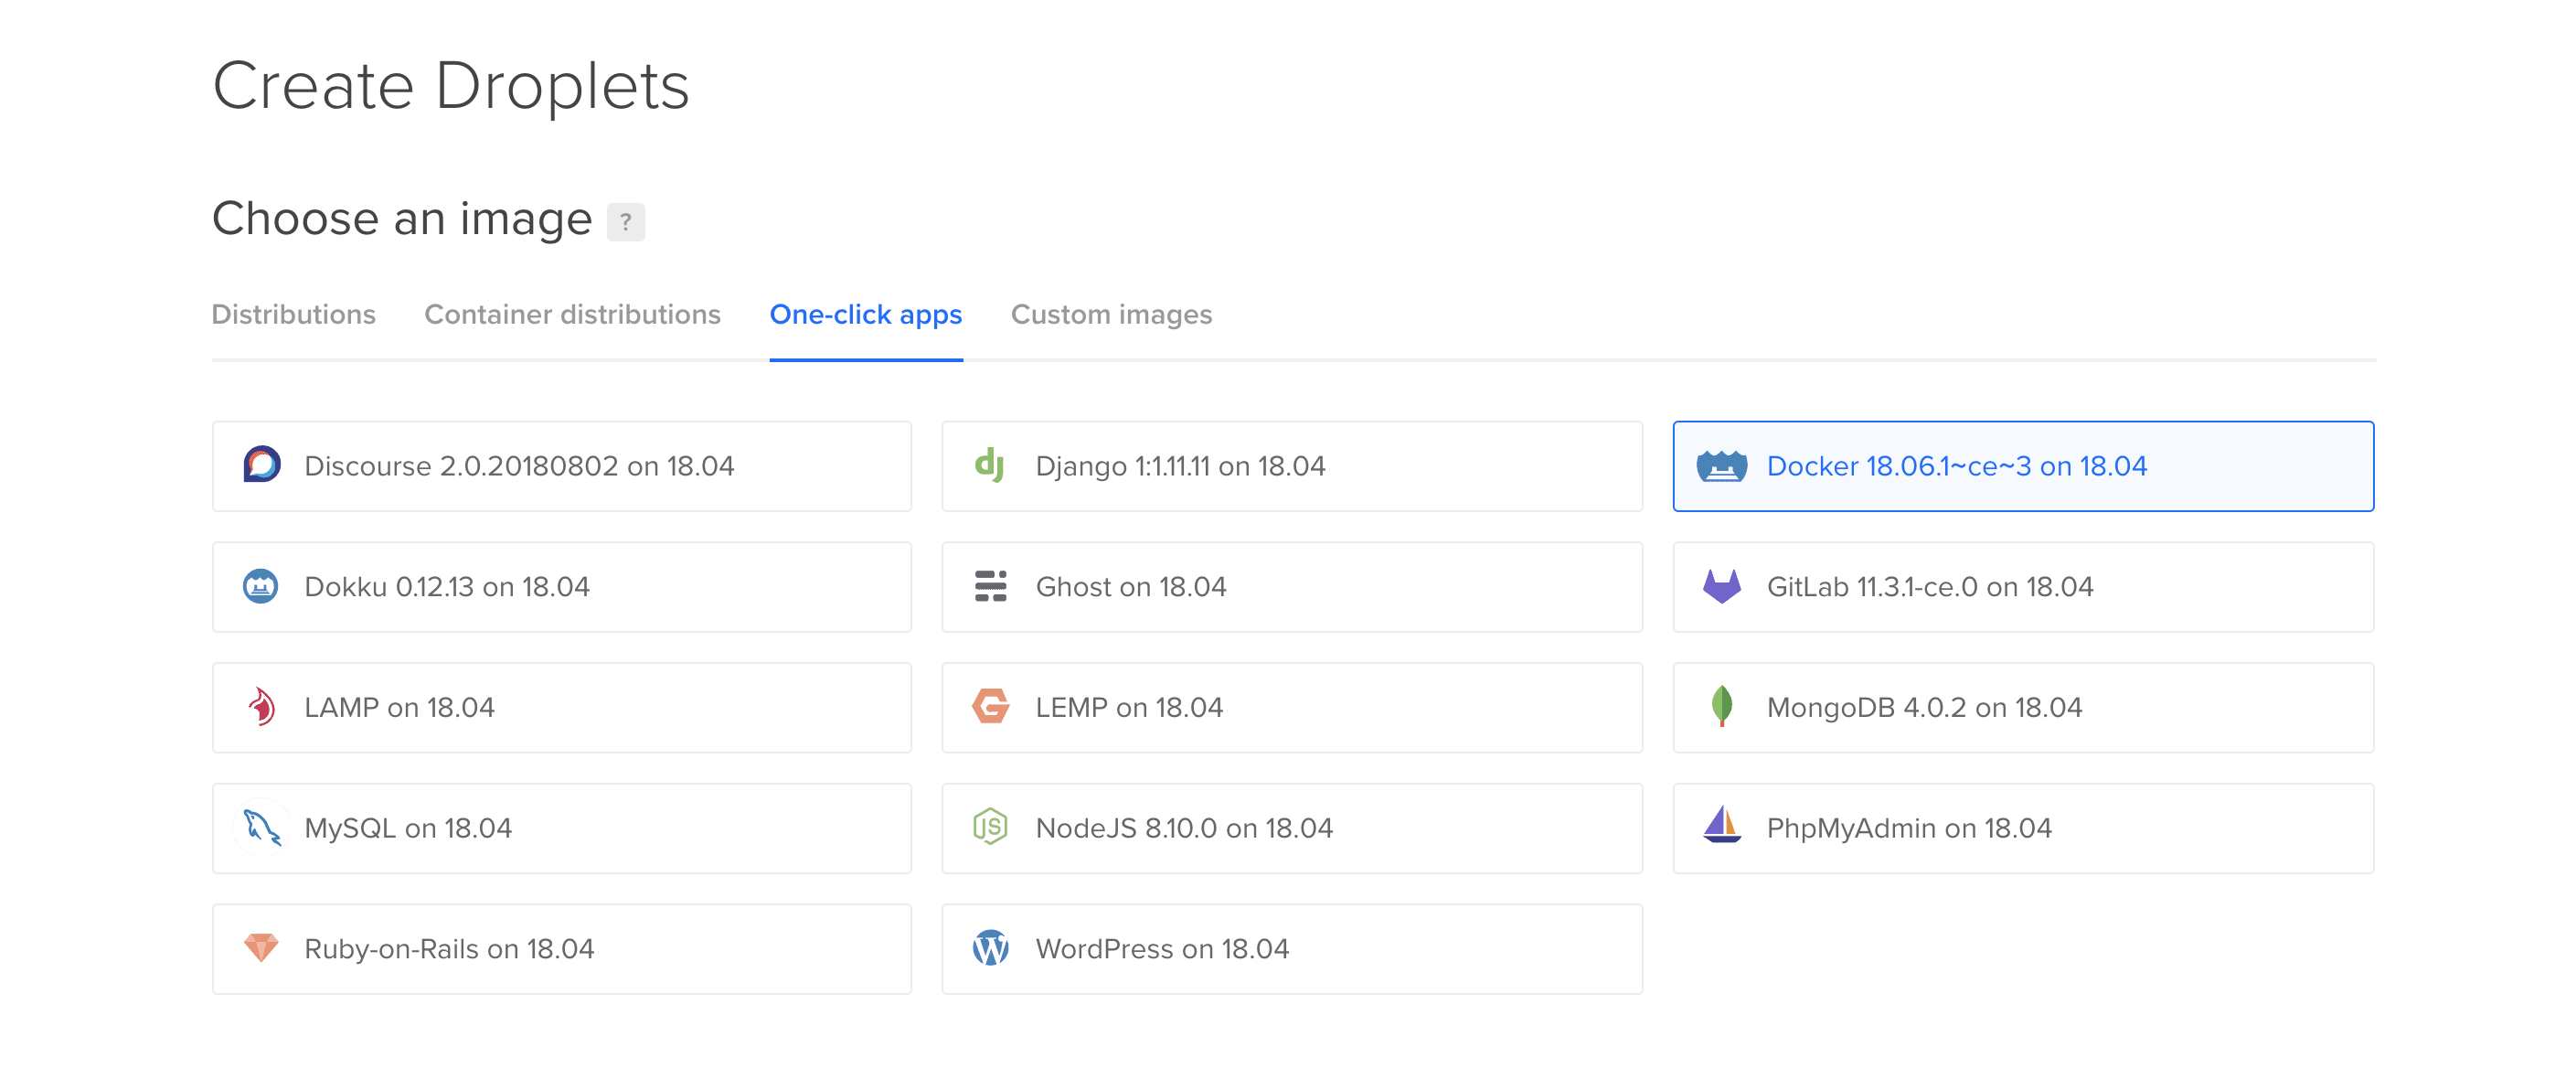 Create Droplets
Choose an image ?
Distributions Container distributions One-click apps Custom images
Discourse 2.0.20180802 on 18.04 Django 1:1.11.11 on 18.04 Docker 18.06.1~ce~3 on 18.04
Dokku 0.12.13 on 18.04 Ghost on 18.04 GitLab 11.3.1-ce.0 on 18.04
LAMP on 18.04 LEMP on 18.04 MongoDB 4.0.2 on 18.04
MySQL on 18.04 NodeJS 8.10.0 on 18.04 PhpMyAdmin on 18.04
Ruby-on-Rails on 18.04 WordPress on 18.04